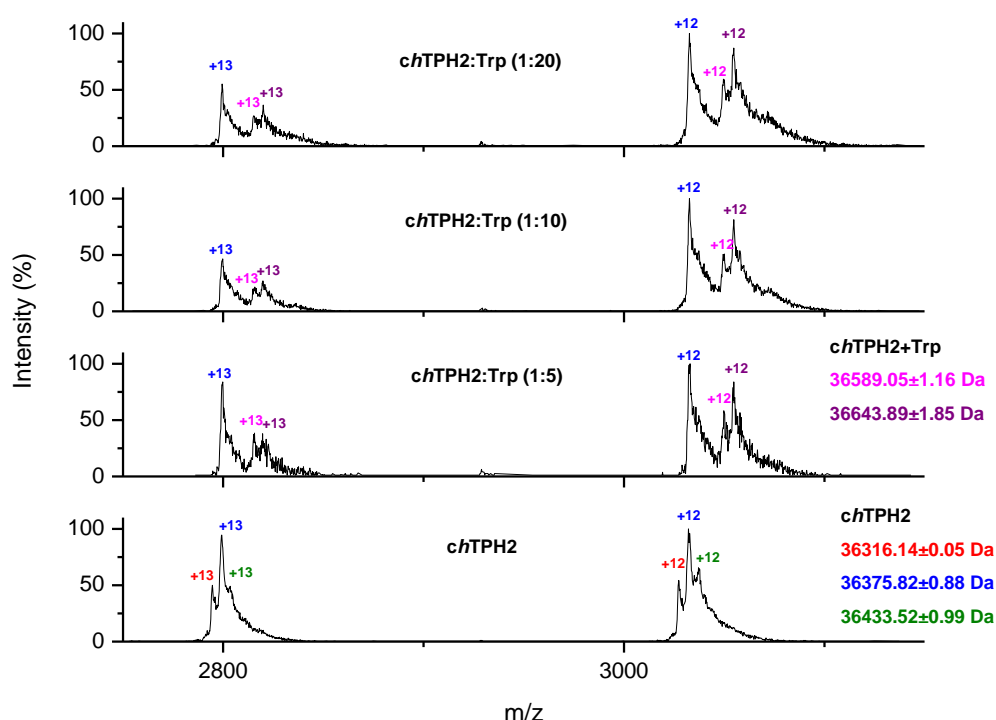 100
50
0
+13
+13
+13
chTPH2:Trp (1:20)
+12
+12
+12
100
50
0
+13
+13
+13
chTPH2:Trp (1:10)
+12
+12
+12
100
50
0
+13
+13
+13
chTPH2:Trp (1:5)
+12
+12
+12
chTPH2+Trp
36589.05±1.16 Da
36643.89±1.85 Da
100
50
0
+13
+13
+13
chTPH2
+12
+12
+12
chTPH2
36316.14±0.05 Da
36375.82±0.88 Da
36433.52±0.99 Da
2800
3000
Intensity (%)
m/z